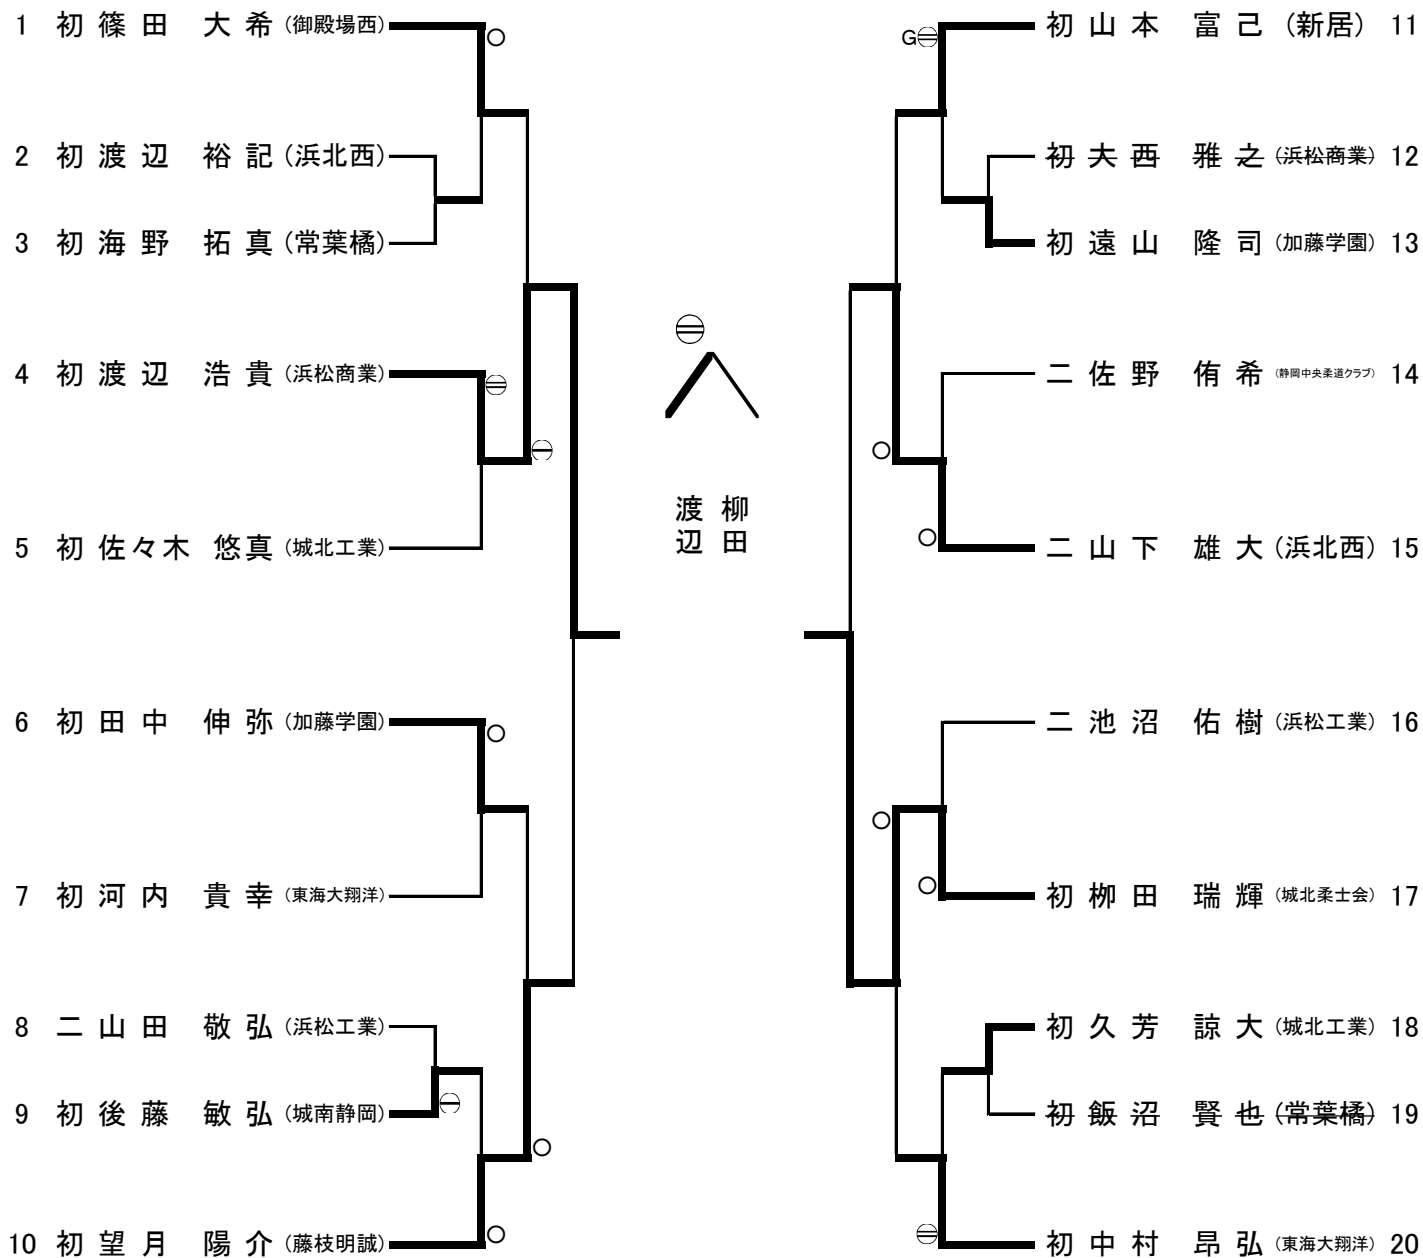 1 初 篠 田 大 希 (御殿場西)
2 初 渡 辺 裕 記 (浜北西)
3 初 海 野 拓 真 (常葉橘)
4 初 渡 辺 浩 貴 (浜松商業)
5 初 佐々木 悠真 (城北工業)
6 初 田 中 伸 弥 (加藤学園)
7 初 河 内 貴 幸 (東海大翔洋)
8 二 山 田 敬 弘 (浜松工業)
9 初 後 藤 敏 弘 (城南静岡)
10 初 望 月 陽 介 (藤枝明誠)
渡辺
柳田
G
初 山 本 富 己 (新居) 11
初 大 西 雅 之 (浜松商業) 12
初 遠 山 隆 司 (加藤学園) 13
二 佐 野 侑 希 (静岡中央柔道クラブ) 14
二 山 下 雄 大 (浜北西) 15
二 池 沼 佑 樹 (浜松工業) 16
初 栁 田 瑞 輝 (城北柔士会) 17
初 久 芳 諒 大 (城北工業) 18
初 飯 沼 賢 也 (常葉橘) 19
初 中 村 昂 弘 (東海大翔洋) 20